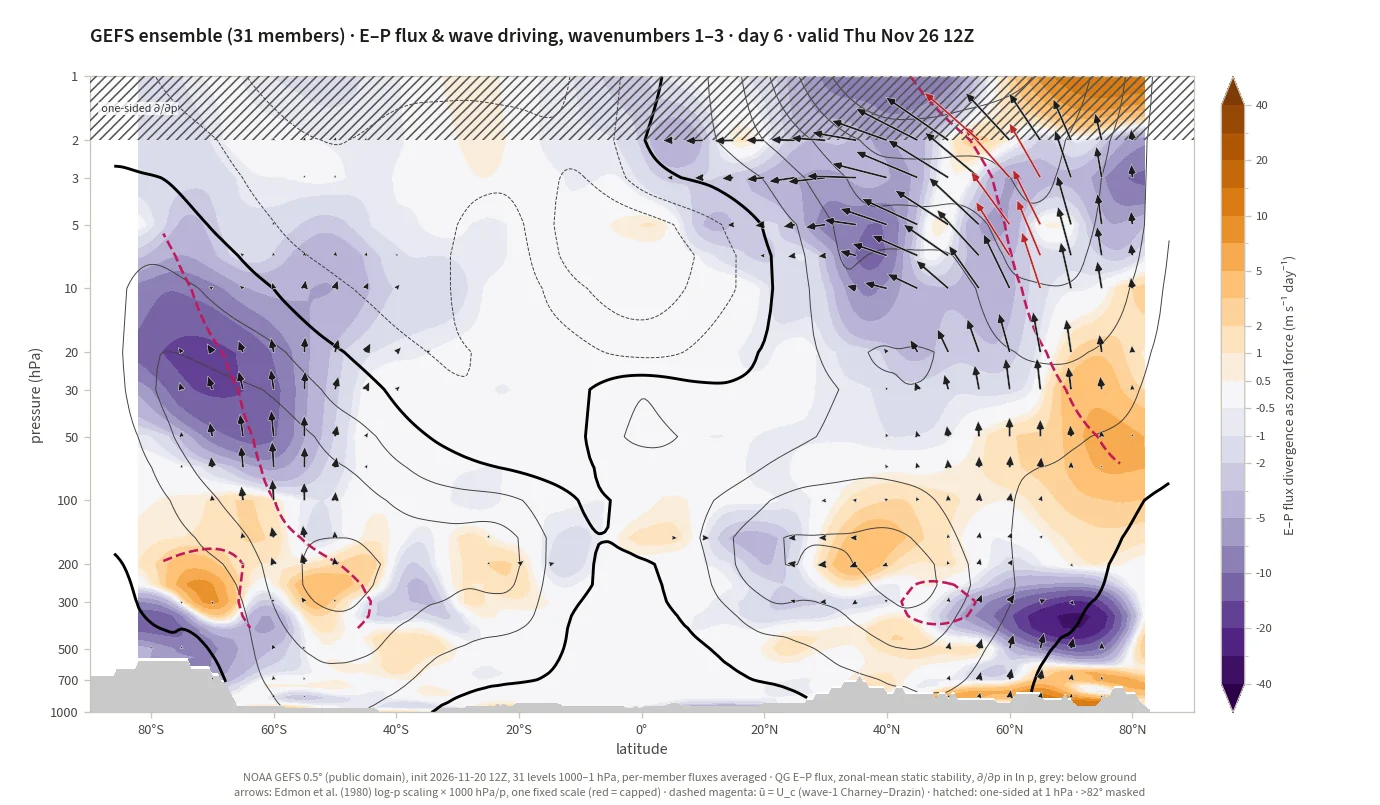 GEFS ensemble (31 members) · E–P flux & wave driving, wavenumbers 1–3 · day 6 · valid Thu Nov 26 12Z
one-sided ∂/∂p
pressure (hPa)
1
2
3
5
10
20
30
50
100
200
300
500
700
1000
80°S
60°S
40°S
20°S
0°
20°N
40°N
60°N
80°N
latitude
40
20
10
5
2
1
0.5
-0.5
-1
-2
-5
-10
-20
-40
E–P flux divergence as zonal force (m s⁻¹ day⁻¹)
NOAA GEFS 0.5° (public domain), init 2026-11-20 12Z, 31 levels 1000–1 hPa, per-member fluxes averaged · QG E–P flux, zonal-mean static stability, ∂/∂p in ln p, grey: below ground
arrows: Edmon et al. (1980) log-p scaling × 1000 hPa/p, one fixed scale (red = capped) · dashed magenta: ū = U_c (wave-1 Charney–Drazin) · hatched: one-sided at 1 hPa · >82° masked